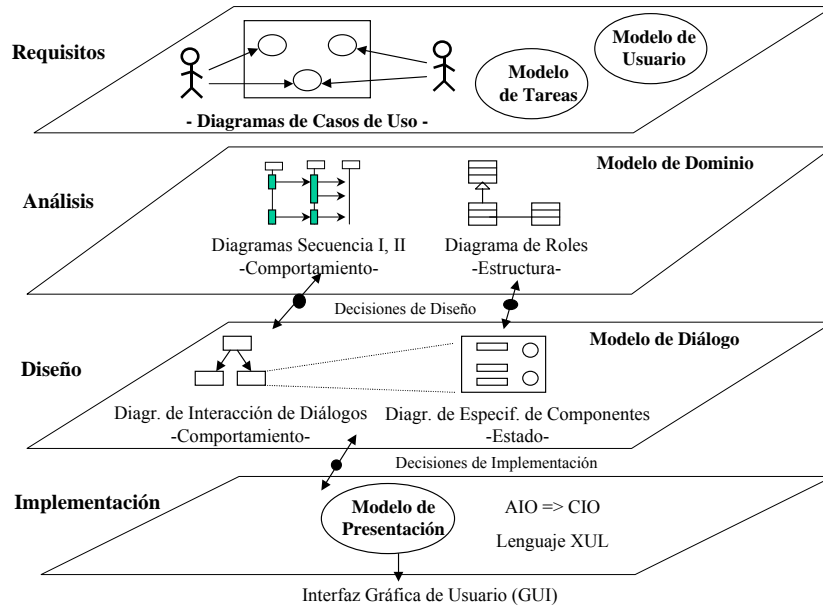 Requisitos
Modelo de
Usuario
Modelo
de Tareas
- Diagramas de Casos de Uso -
Modelo de Dominio
Análisis
Diagramas Secuencia I, II
-Comportamiento-
Diagrama de Roles
-Estructura-
Decisiones de Diseño
Modelo de Diálogo
Diseño
Diagr. de Interacción de Diálogos
-Comportamiento-
Diagr. de Especif. de Componentes
-Estado-
Decisiones de Implementación
Implementación
Modelo de
Presentación
AIO => CIO
Lenguaje XUL
Interfaz Gráfica de Usuario (GUI)